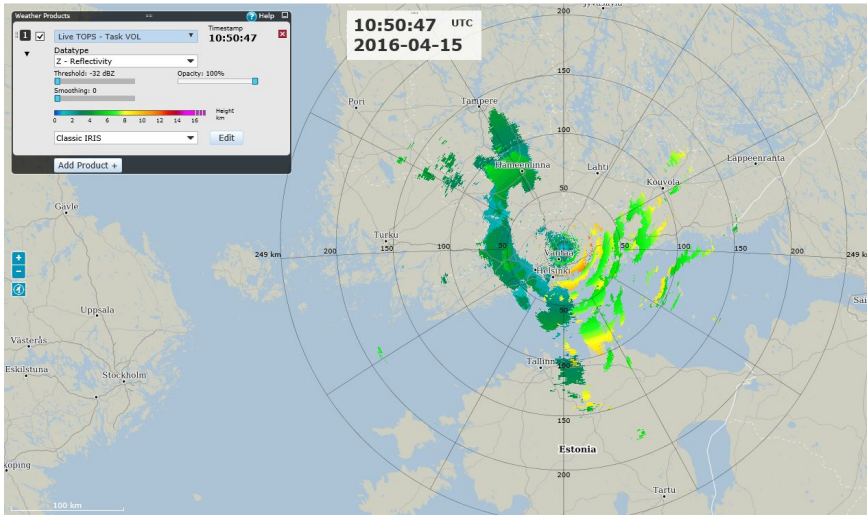 Weather Products
Help
1
Live TOPS - Task VOL
Timestamp
10:50:47
Datatype
Z - Reflectivity
Threshold: -32 dBZ
Opacity: 100%
Smoothing: 0
Height
km
0 2 4 6 8 10 12 14 16
Classic IRIS
Edit
Add Product +
10:50:47 UTC
2016-04-15
200
Jyväskylä
150
Pori
Tampere
100
Lahti
Lappeenranta
Hämeenlinna
Kouvola
50
Gävle
Turku
249 km
200
150
100
50
Vantaa
50
100
150
200
249 km
Helsinki
Uppsala
50
Västerås
Tallinn
100
Eskilstuna
Stockholm
Estonia
200
Tartu
100 km